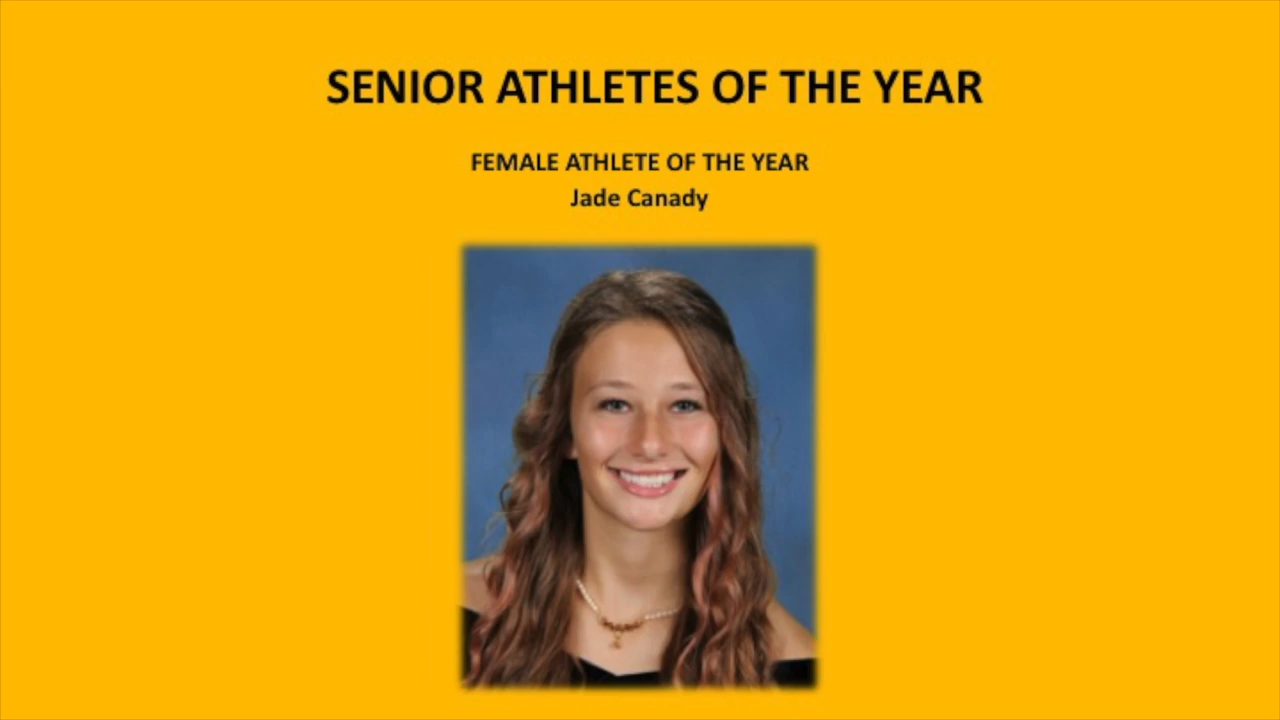 SENIOR ATHLETES OF THE YEAR
FEMALE ATHLETE OF THE YEAR
Jade Canady